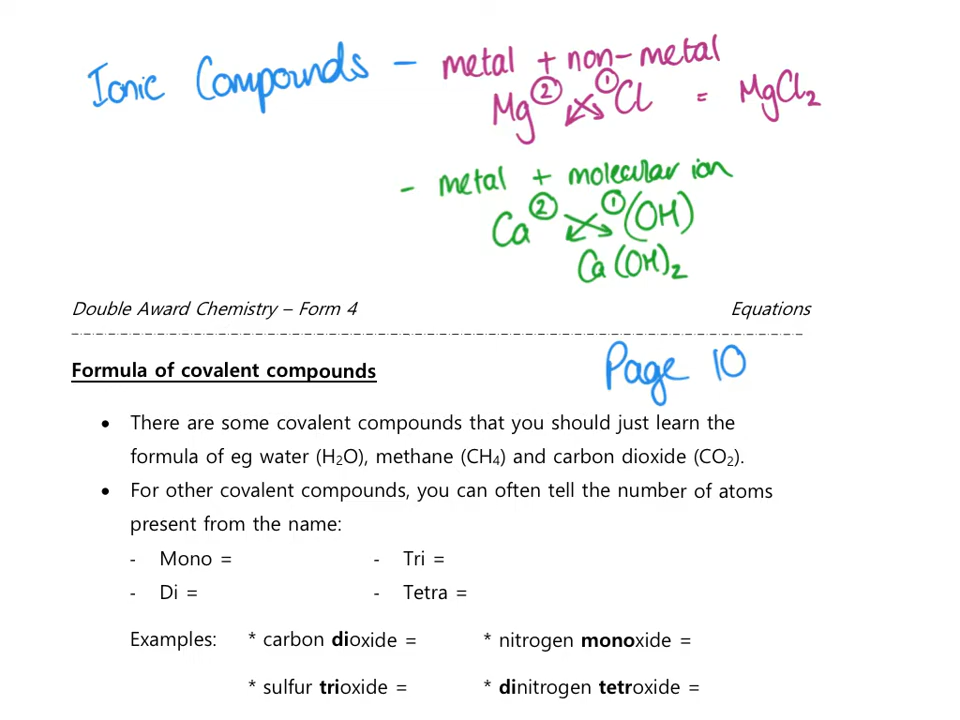 Ionic Compounds - metal + non-metal
Mg ② ① Cl = MgCl₂
- metal + molecular ion
Ca ② ① (OH)
Ca(OH)₂
Double Award Chemistry – Form 4 Equations
Page 10
Formula of covalent compounds
• There are some covalent compounds that you should just learn the
formula of eg water (H₂O), methane (CH₄) and carbon dioxide (CO₂).
• For other covalent compounds, you can often tell the number of atoms
present from the name:
- Mono = - Tri =
- Di = - Tetra =
Examples: * carbon dioxide = * nitrogen monoxide =
* sulfur trioxide = * dinitrogen tetroxide =